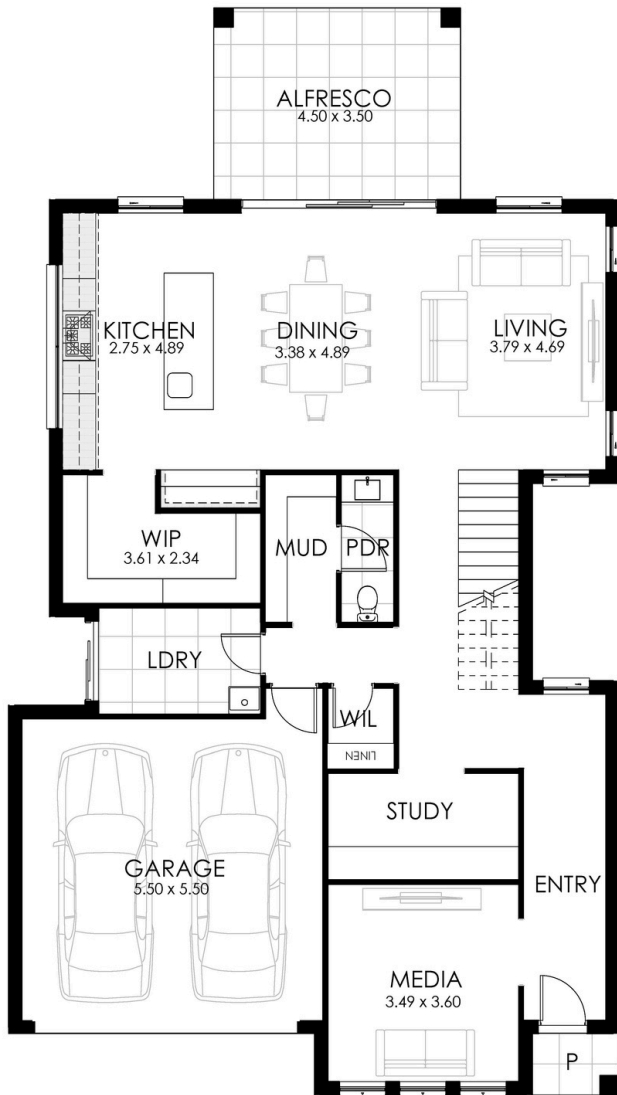 ALFRESCO
4.50 x 3.50
KITCHEN
2.75 x 4.89
DINING
3.38 x 4.89
LIVING
3.79 x 4.69
WIP
3.61 x 2.34
MUD
PDR
LDRY
WIL
LINEN
STUDY
GARAGE
5.50 x 5.50
ENTRY
MEDIA
3.49 x 3.60
P